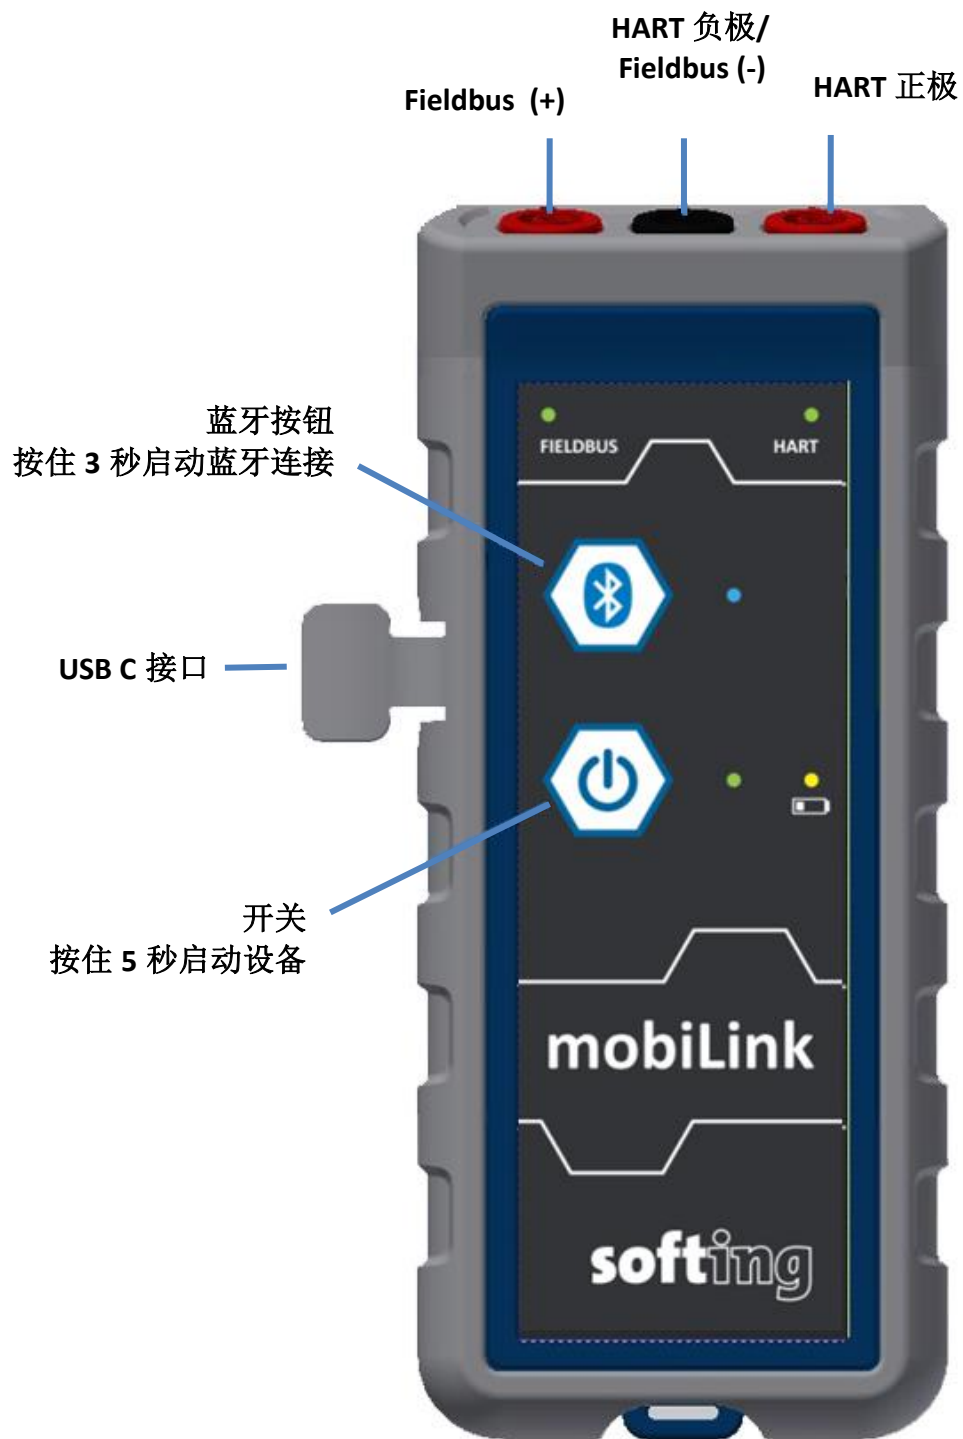 HART 负极/
Fieldbus (-)
Fieldbus (+)
HART 正极
FIELDBUS
HART
蓝牙按钮
按住 3 秒启动蓝牙连接
USB C 接口
开关
按住 5 秒启动设备
mobiLink
softing